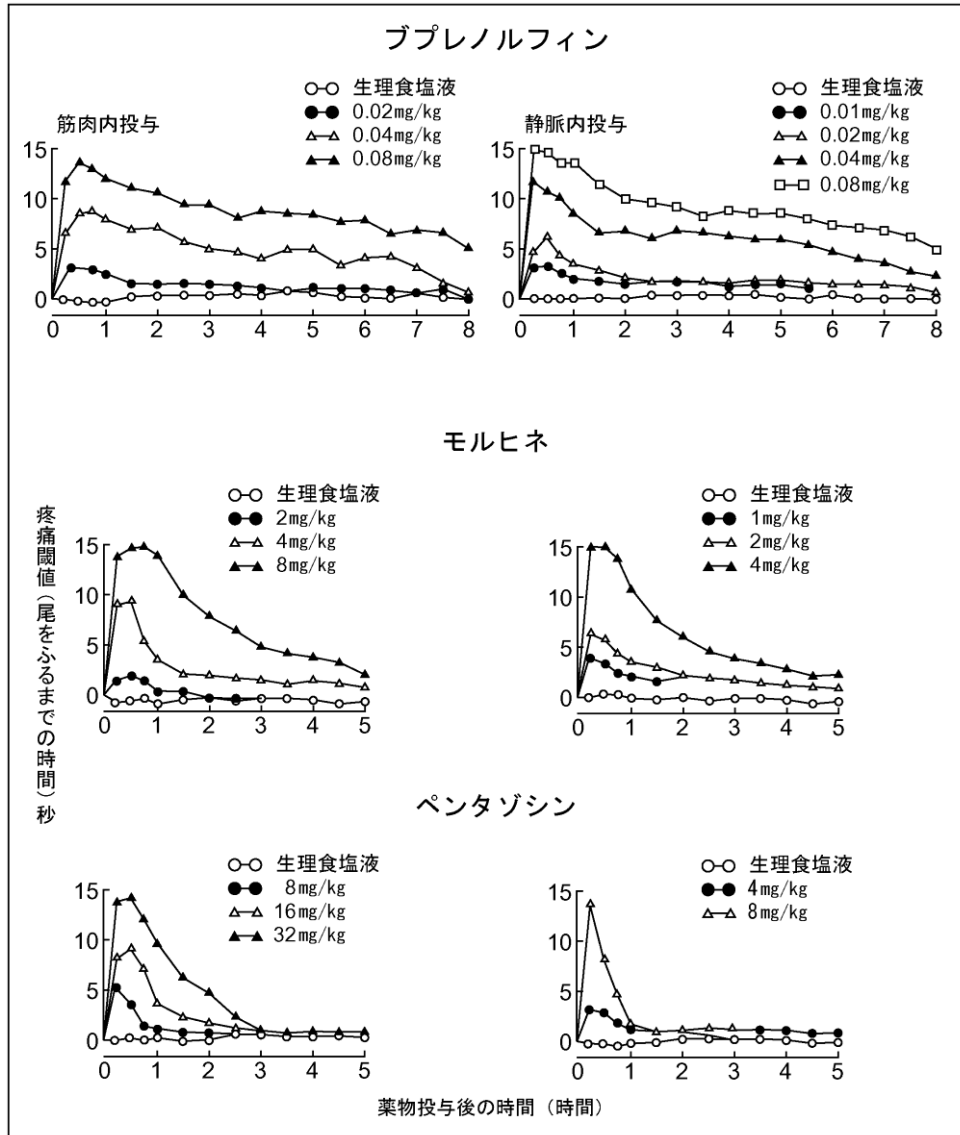 ブプレノルフィン
筋肉内投与
生理食塩液
0.02mg/kg
0.04mg/kg
0.08mg/kg
15
10
5
0
0 1 2 3 4 5 6 7 8
静脈内投与
生理食塩液
0.01mg/kg
0.02mg/kg
0.04mg/kg
0.08mg/kg
15
10
5
0
0 1 2 3 4 5 6 7 8
モルヒネ
疼痛閾値(尾をふるまでの時間)秒
生理食塩液
2mg/kg
4mg/kg
8mg/kg
15
10
5
0
0 1 2 3 4 5
生理食塩液
1mg/kg
2mg/kg
4mg/kg
15
10
5
0
0 1 2 3 4 5
ペンタゾシン
生理食塩液
8mg/kg
16mg/kg
32mg/kg
15
10
5
0
0 1 2 3 4 5
生理食塩液
4mg/kg
8mg/kg
15
10
5
0
0 1 2 3 4 5
薬物投与後の時間(時間)